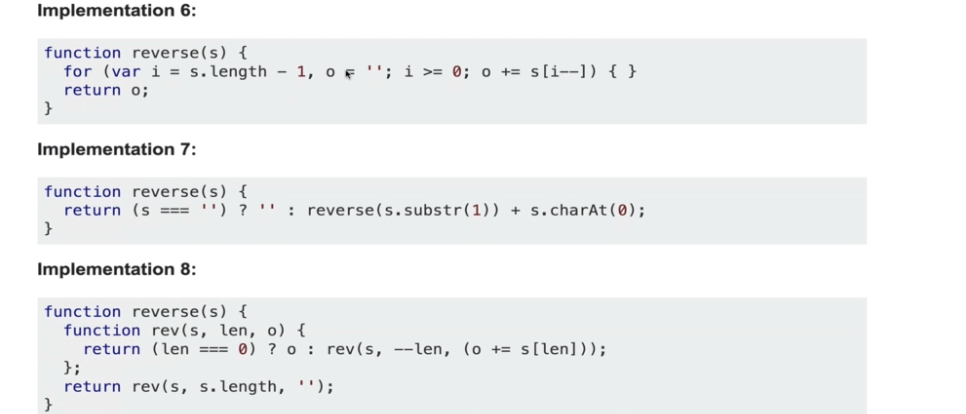 Implementation 6:
function reverse(s) {
  for (var i = s.length - 1, o = ''; i >= 0; o += s[i--]) { }
  return o;
}
Implementation 7:
function reverse(s) {
  return (s === '') ? '' : reverse(s.substr(1)) + s.charAt(0);
}
Implementation 8:
function reverse(s) {
  function rev(s, len, o) {
    return (len === 0) ? o : rev(s, --len, (o += s[len]));
  };
  return rev(s, s.length, '');
}